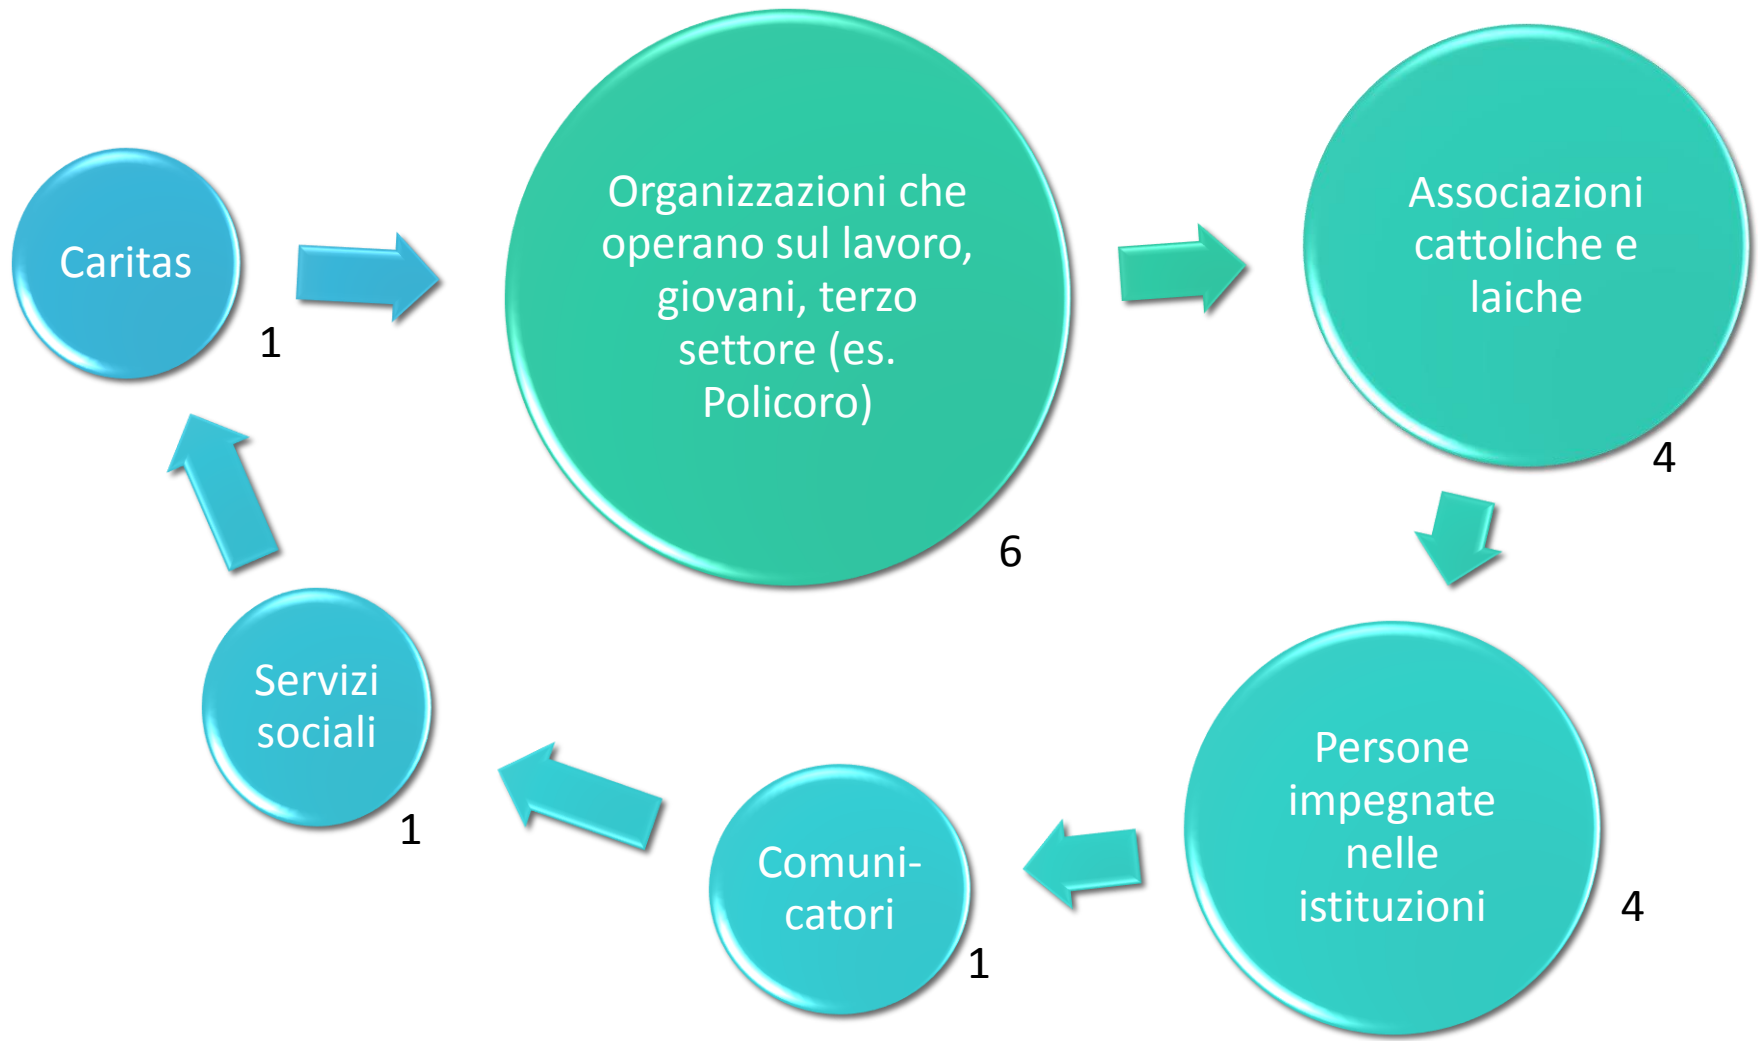 Caritas
1
Organizzazioni che
operano sul lavoro,
giovani, terzo
settore (es.
Policoro)
6
Associazioni
cattoliche e
laiche
4
Persone
impegnate
nelle
istituzioni
4
Comuni-
catori
1
Servizi
sociali
1